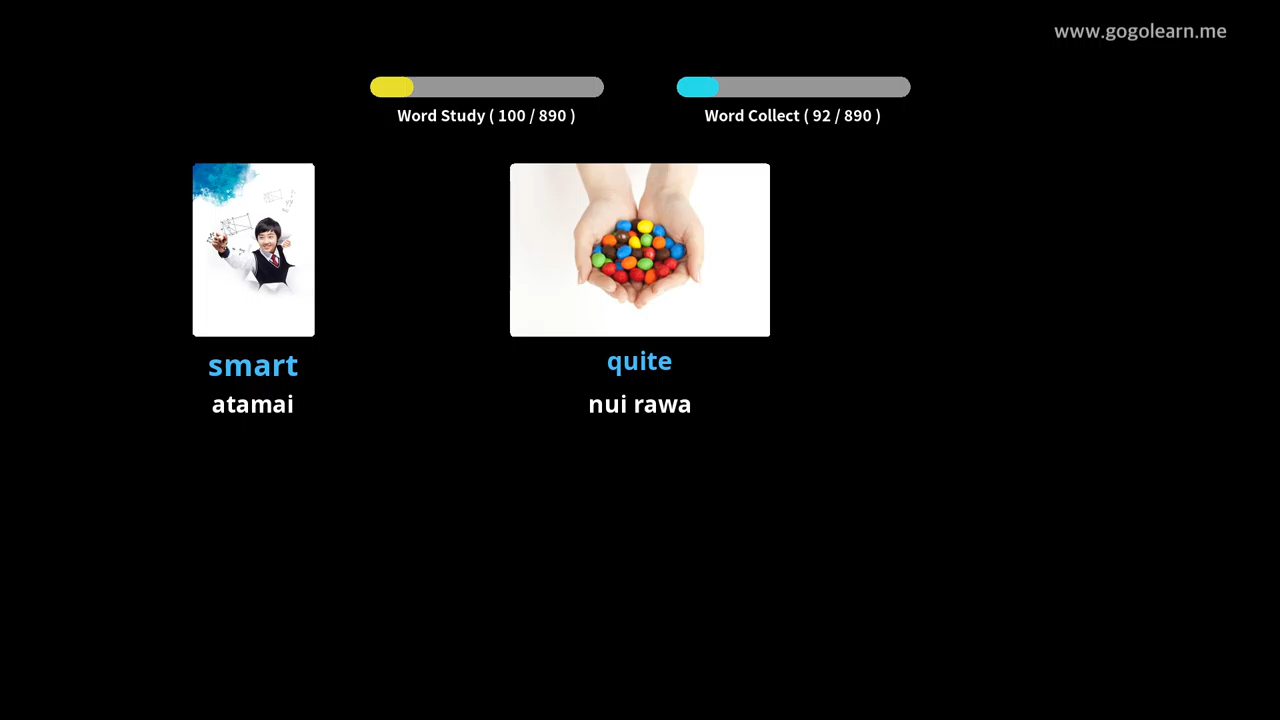 www.gogolearn.me
Word Study ( 100 / 890 )
Word Collect ( 92 / 890 )
smart
atamai
quite
nui rawa